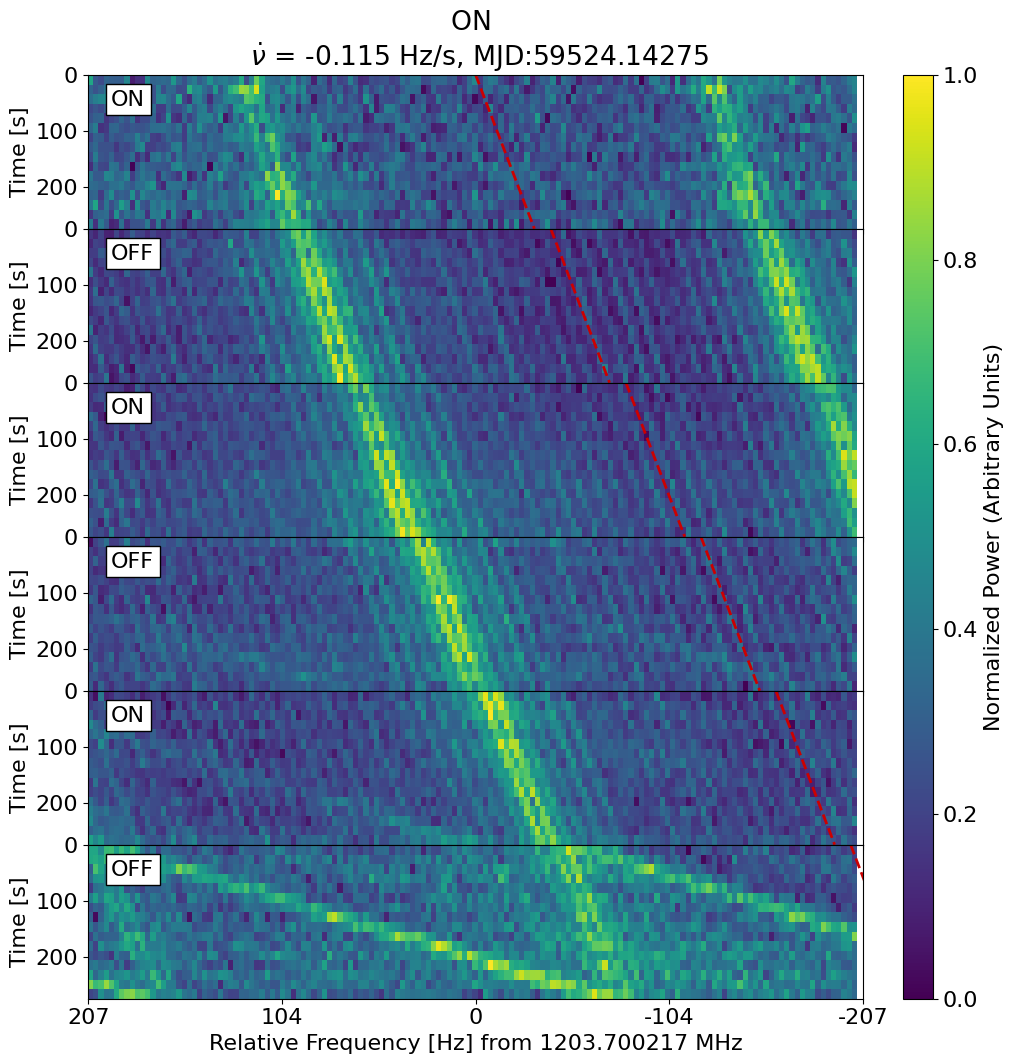 ON
ν̇ = -0.115 Hz/s, MJD:59524.14275
0
ON
100
Time [s]
200
0
OFF
100
Time [s]
200
0
ON
100
Time [s]
200
0
OFF
100
Time [s]
200
0
ON
100
Time [s]
200
0
OFF
100
Time [s]
200
207
104
0
-104
-207
Relative Frequency [Hz] from 1203.700217 MHz
1.0
0.8
0.6
0.4
0.2
0.0
Normalized Power (Arbitrary Units)